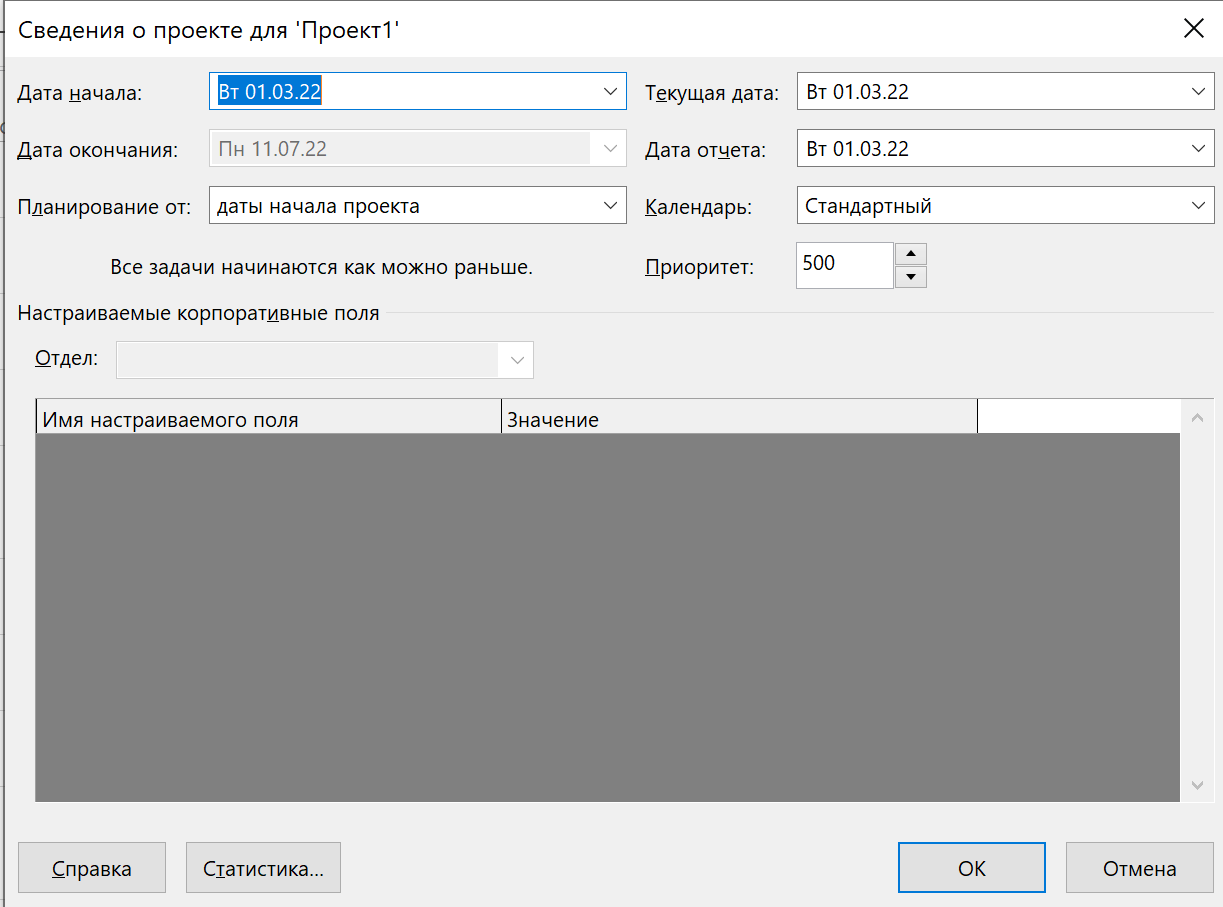 Сведения о проекте для 'Проект1'
Дата начала: Вт 01.03.22 Текущая дата: Вт 01.03.22
Дата окончания: Пн 11.07.22 Дата отчета: Вт 01.03.22
Планирование от: даты начала проекта Календарь: Стандартный
Все задачи начинаются как можно раньше. Приоритет: 500
Настраиваемые корпоративные поля
Отдел:
Имя настраиваемого поля Значение
Справка Статистика... ОК Отмена